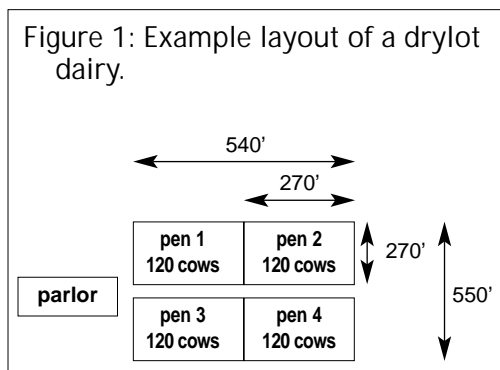 Figure 1: Example layout of a drylot
dairy.
540’
270’
pen 1
120 cows
pen 2
120 cows
270’
550’
parlor
pen 3
120 cows
pen 4
120 cows